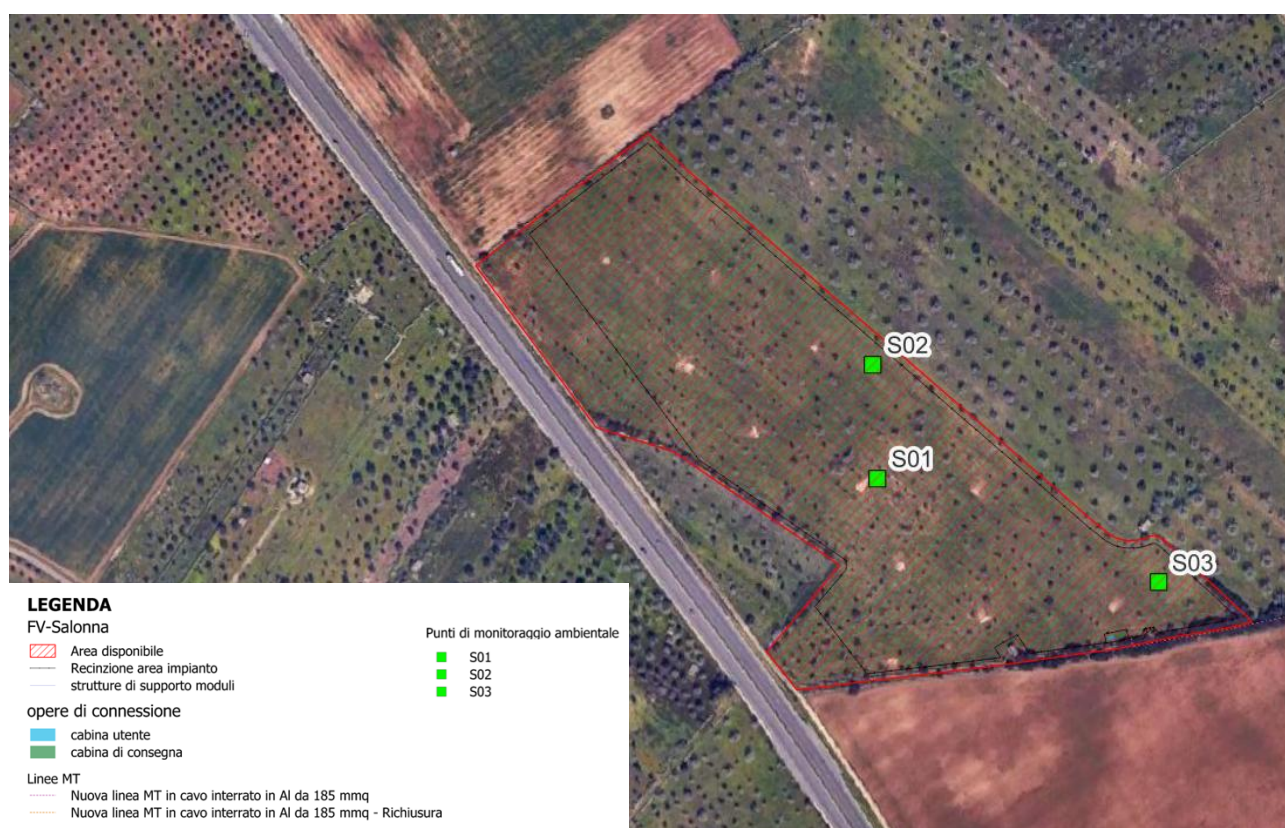 S02
S01
S03
LEGENDA
FV-Salonna
Area disponibile
Recinzione area impianto
strutture di supporto moduli
opere di connessione
cabina utente
cabina di consegna
Linee MT
Nuova linea MT in cavo interrato in Al da 185 mmq
Nuova linea MT in cavo interrato in Al da 185 mmq - Richiusura
Punti di monitoraggio ambientale
S01
S02
S03